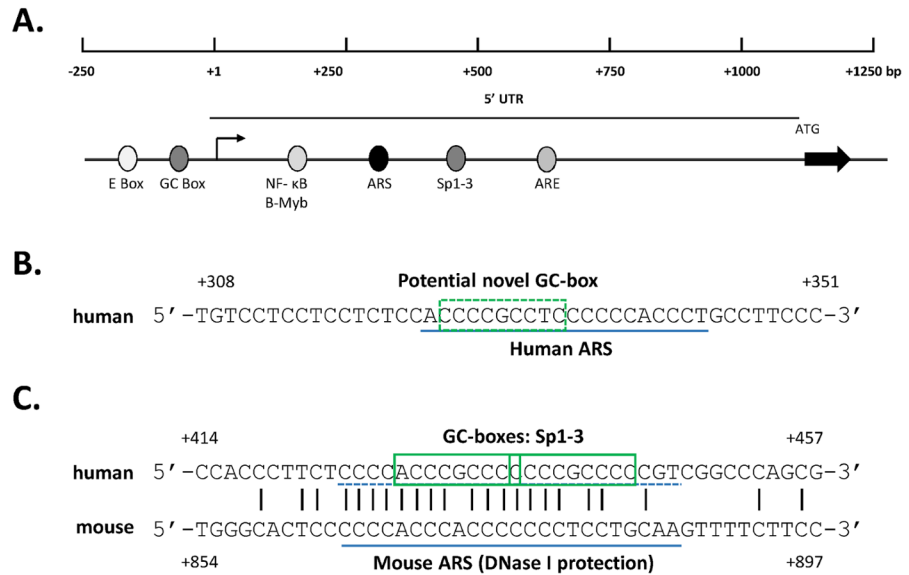 A.
-250 +1 +250 +500 +750 +1000 +1250 bp
5' UTR
ATG
E Box GC Box NF- κB ARS Sp1-3 ARE
B-Myb
B.
+308 Potential novel GC-box +351
human 5'-TGTCCTCCTCCTCTCCACCCCGCCTCCCCCCACCCTGCCTTCCC-3'
Human ARS
C.
+414 GC-boxes: Sp1-3 +457
human 5'-CCACCCTTCTCCCCACCCGCCCCCCCGCCCCCGTCGGCCCAGCG-3'
mouse 5'-TGGGCACTCCCCCCACCCACCCCCCCTCCTGCAAGTTTTCTTCC-3'
+854 Mouse ARS (DNase I protection) +897